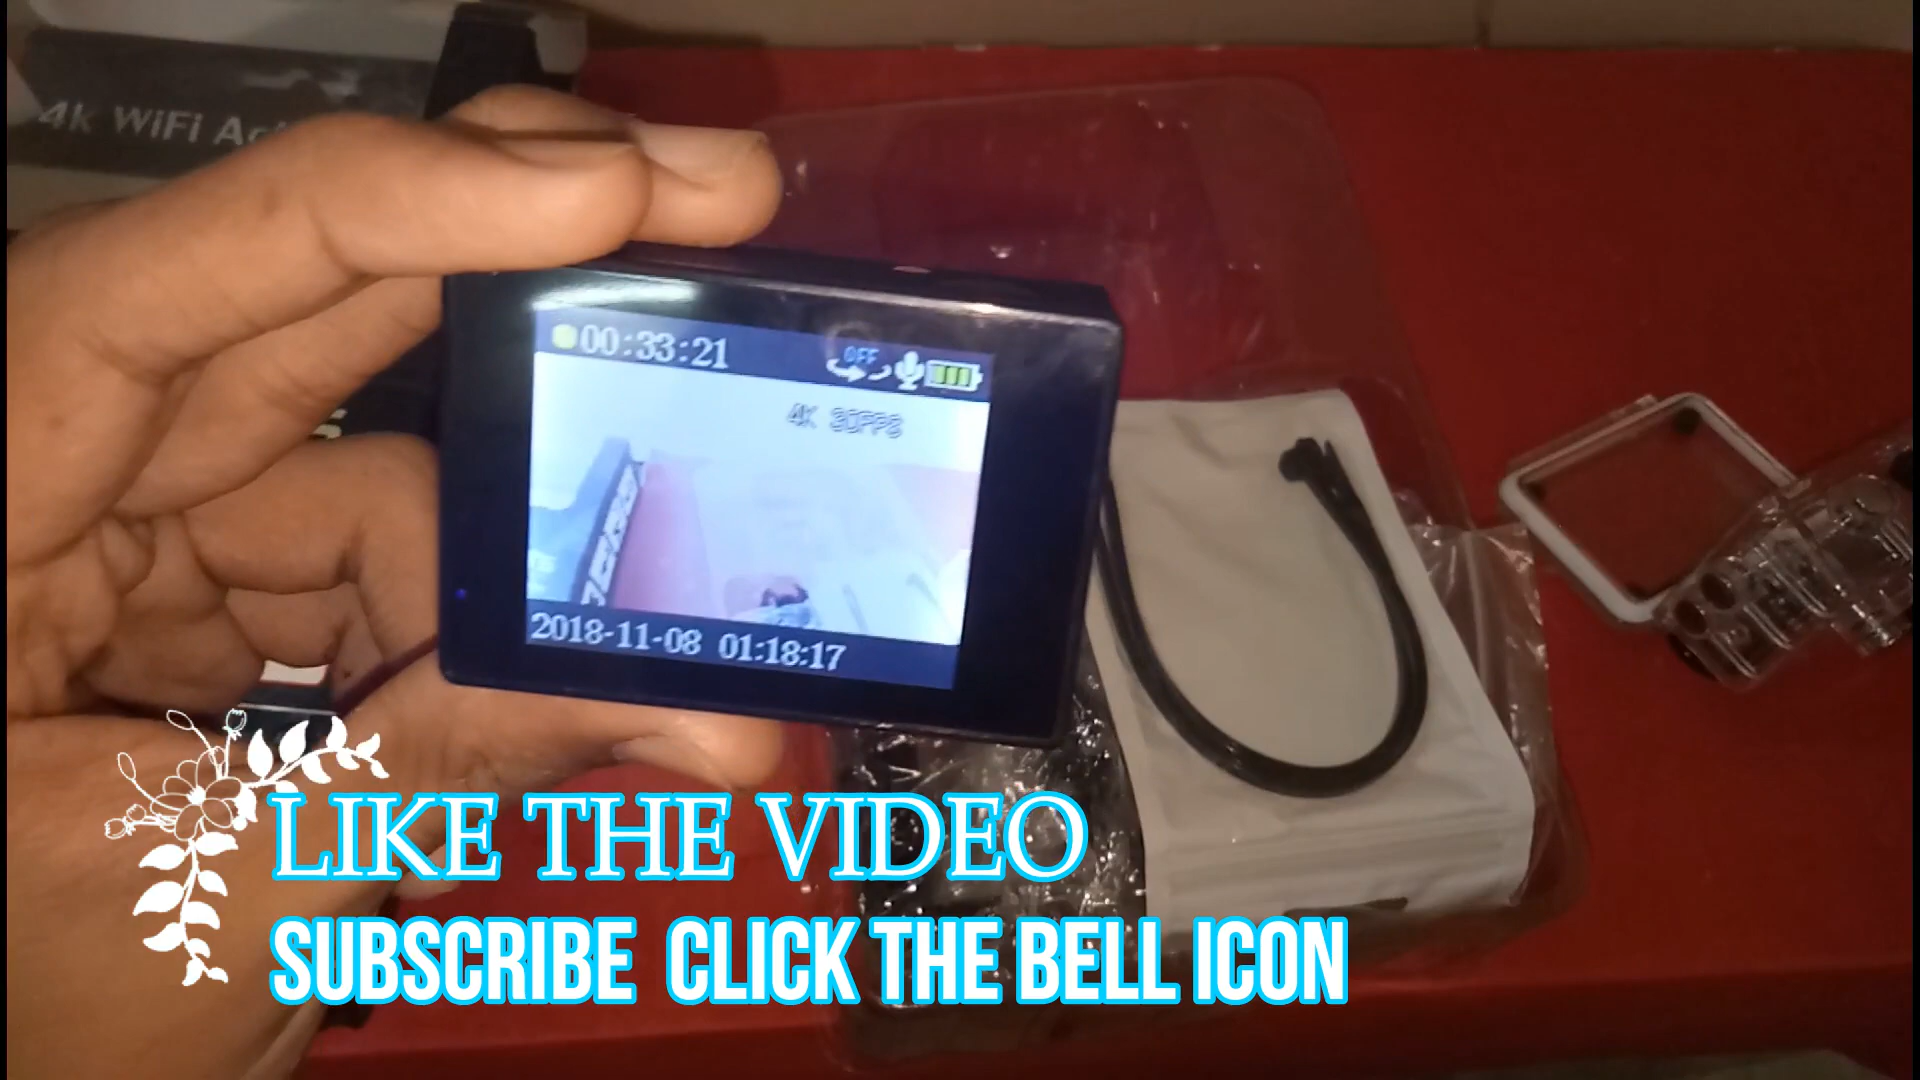 4k WiFi
00:33:21
OFF
4K 30FPS
2018-11-08 01:18:17
LIKE THE VIDEO
SUBSCRIBE CLICK THE BELL ICON